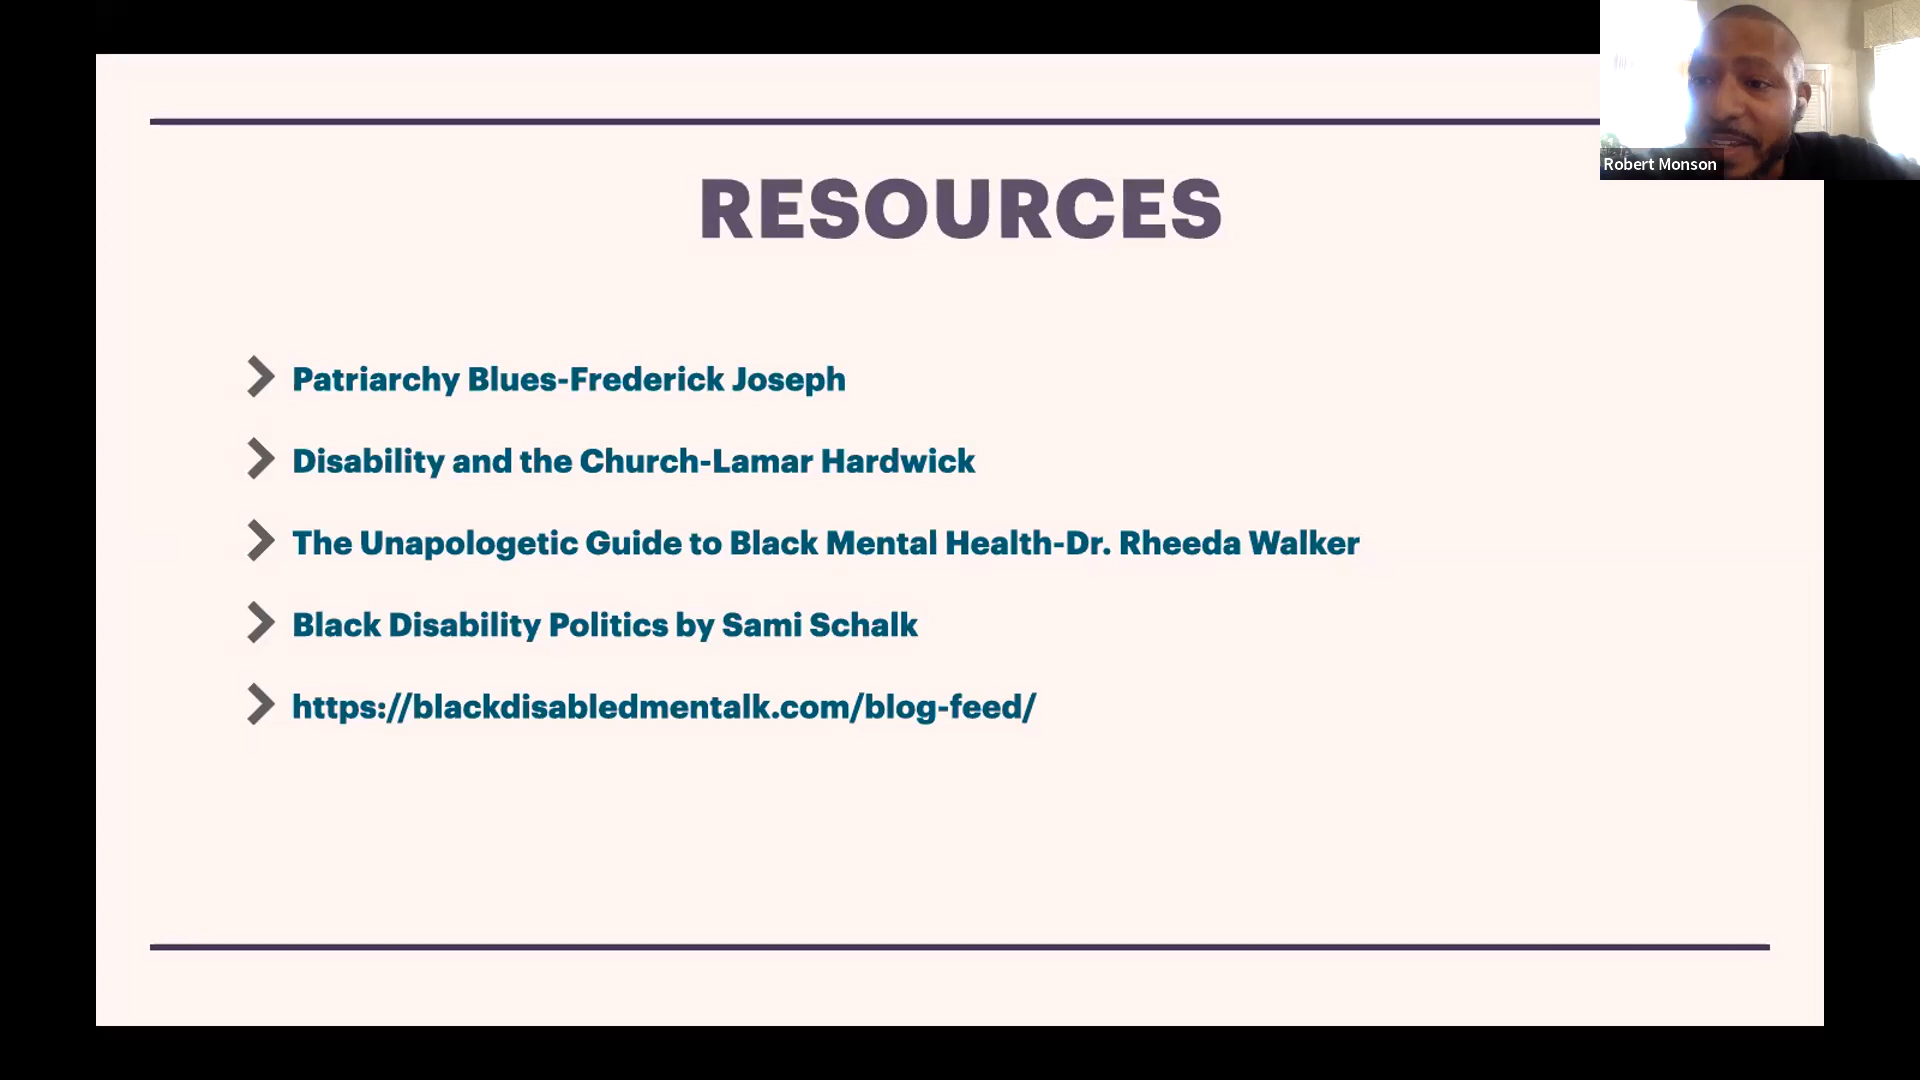 RESOURCES
Patriarchy Blues-Frederick Joseph
Disability and the Church-Lamar Hardwick
The Unapologetic Guide to Black Mental Health-Dr. Rheeda Walker
Black Disability Politics by Sami Schalk
https://blackdisabledmentalk.com/blog-feed/
Robert Monson